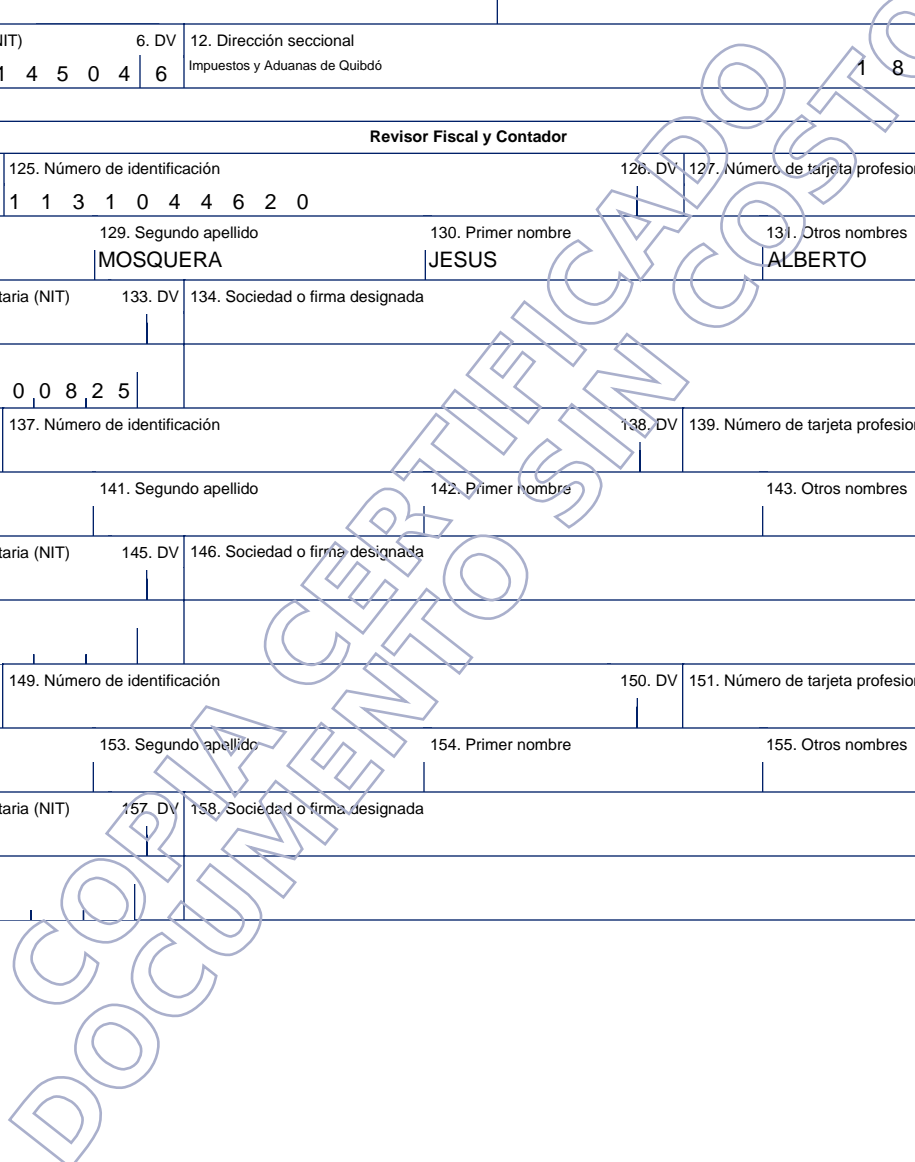 IIT) 6. DV 12. Dirección seccional
1 4 5 0 4 6 Impuestos y Aduanas de Quibdó 1 8
Revisor Fiscal y Contador
125. Número de identificación 126. DV 127. Número de tarjeta profesion
1 1 3 1 0 4 4 6 2 0
129. Segundo apellido 130. Primer nombre 131. Otros nombres
MOSQUERA JESUS ALBERTO
taria (NIT) 133. DV 134. Sociedad o firma designada
0 0 8 2 5
137. Número de identificación 138. DV 139. Número de tarjeta profesion
141. Segundo apellido 142. Primer nombre 143. Otros nombres
taria (NIT) 145. DV 146. Sociedad o firma designada
149. Número de identificación 150. DV 151. Número de tarjeta profesion
153. Segundo apellido 154. Primer nombre 155. Otros nombres
taria (NIT) 157. DV 158. Sociedad o firma designada
COPIA CERTIFICADO
DOCUMENTO SIN COSTO